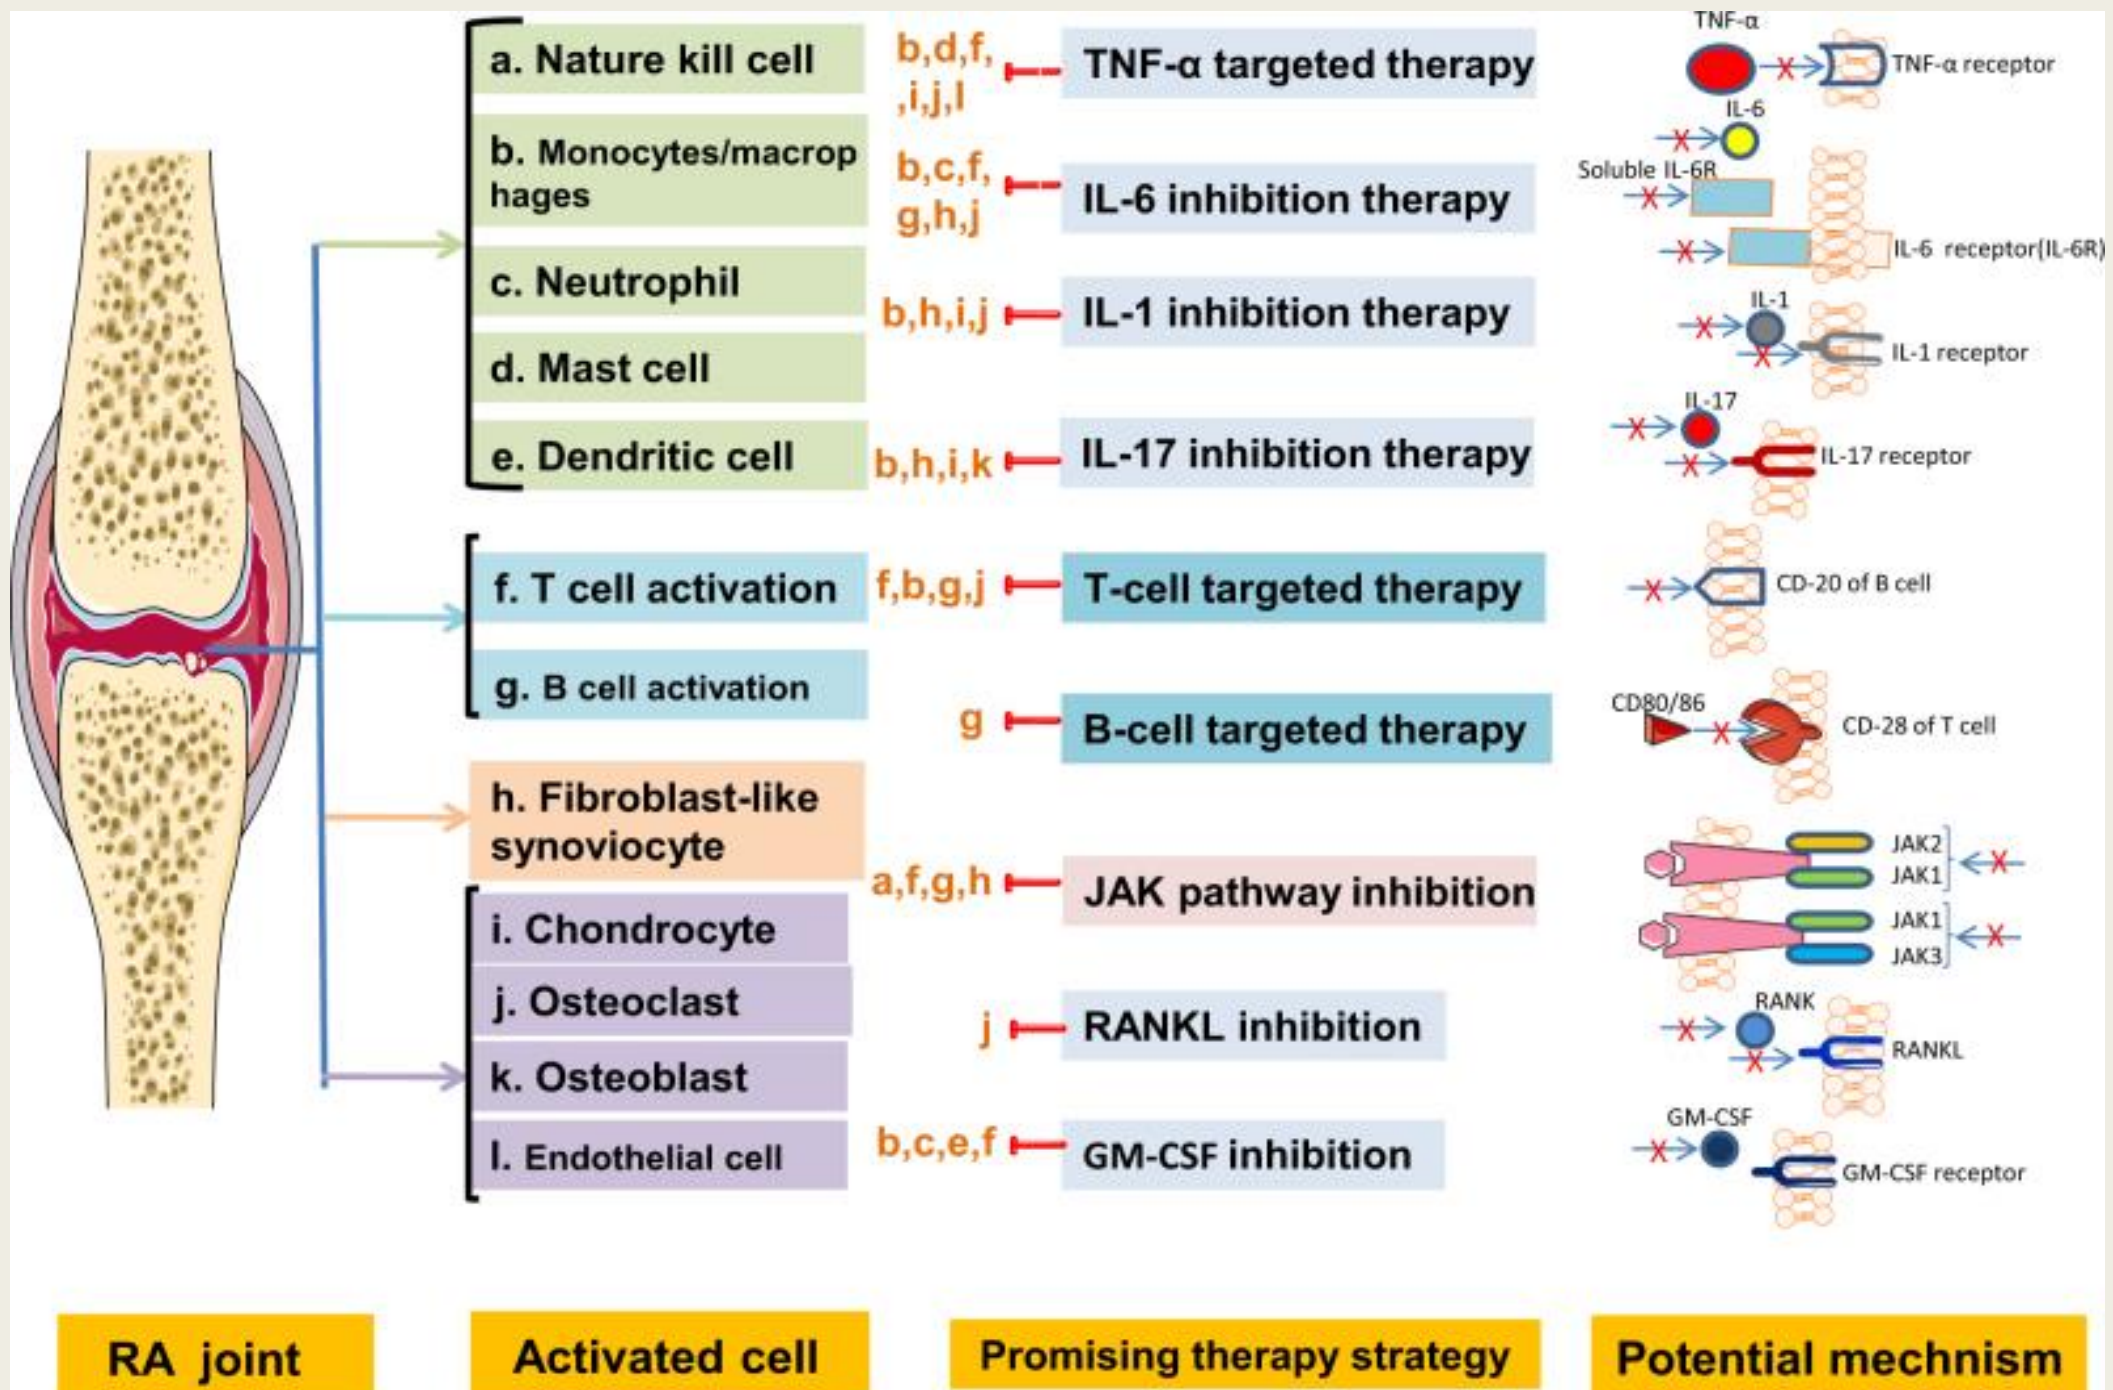 a. Nature kill cell
b. Monocytes/macrop
hages
c. Neutrophil
d. Mast cell
e. Dendritic cell
f. T cell activation
g. B cell activation
h. Fibroblast-like
synoviocyte
i. Chondrocyte
j. Osteoclast
k. Osteoblast
l. Endothelial cell
b,d,f,
,i,j,l
TNF-α targeted therapy
b,c,f,
g,h,j
IL-6 inhibition therapy
b,h,i,j
IL-1 inhibition therapy
b,h,i,k
IL-17 inhibition therapy
f,b,g,j
T-cell targeted therapy
g
B-cell targeted therapy
a,f,g,h
JAK pathway inhibition
j
RANKL inhibition
b,c,e,f
GM-CSF inhibition
TNF-α
TNF-α receptor
IL-6
Soluble IL-6R
IL-6 receptor(IL-6R)
IL-1
IL-1 receptor
IL-17
IL-17 receptor
CD-20 of B cell
CD80/86
CD-28 of T cell
JAK2
JAK1
JAK1
JAK3
RANK
RANKL
GM-CSF
GM-CSF receptor
RA joint
Activated cell
Promising therapy strategy
Potential mechnism